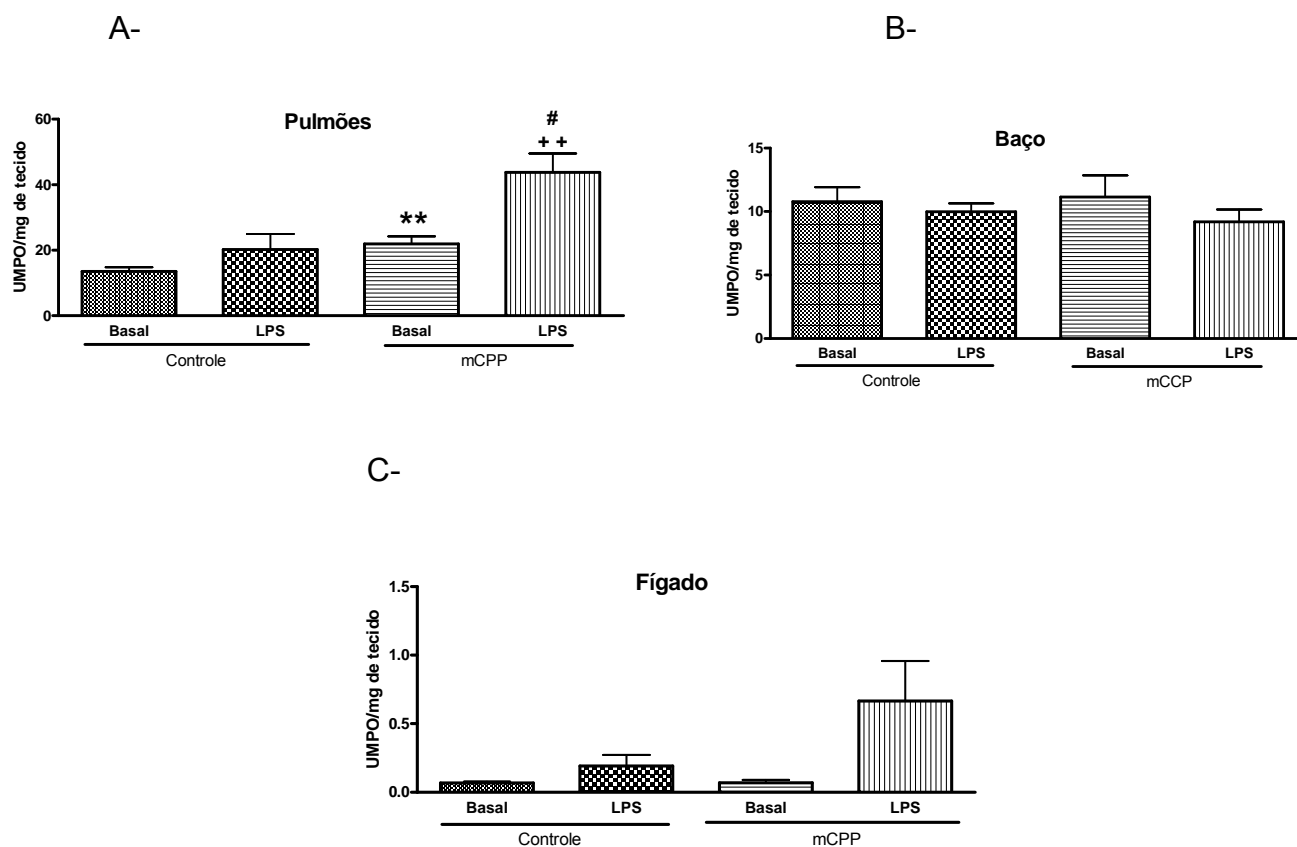 A-
Pulmões
UMPO/mg de tecido
60
40
20
0
**
#
++
Basal LPS Basal LPS
Controle mCPP
B-
Baço
UMPO/mg de tecido
15
10
5
0
Basal LPS Basal LPS
Controle mCCP
C-
Fígado
UMPO/mg de tecido
1.5
1.0
0.5
0.0
Basal LPS Basal LPS
Controle mCPP